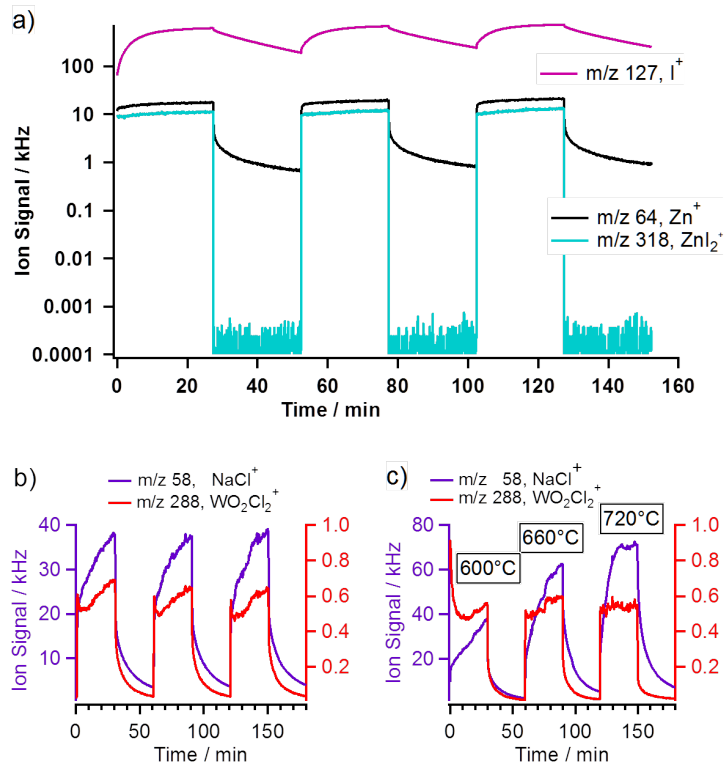 a)
Ion Signal / kHz
100
10
1
0.1
0.01
0.001
0.0001
m/z 127, I⁺
m/z 64, Zn⁺
m/z 318, ZnI₂⁺
0 20 40 60 80 100 120 140 160
Time / min
b)
m/z 58, NaCl⁺
m/z 288, WO₂Cl₂⁺
Ion Signal / kHz
40
30
20
10
1.0
0.8
0.6
0.4
0.2
0 50 100 150
Time / min
c)
m/z 58, NaCl⁺
m/z 288, WO₂Cl₂⁺
Ion Signal / kHz
80
60
40
20
600°C
660°C
720°C
1.0
0.8
0.6
0.4
0.2
0 50 100 150
Time / min